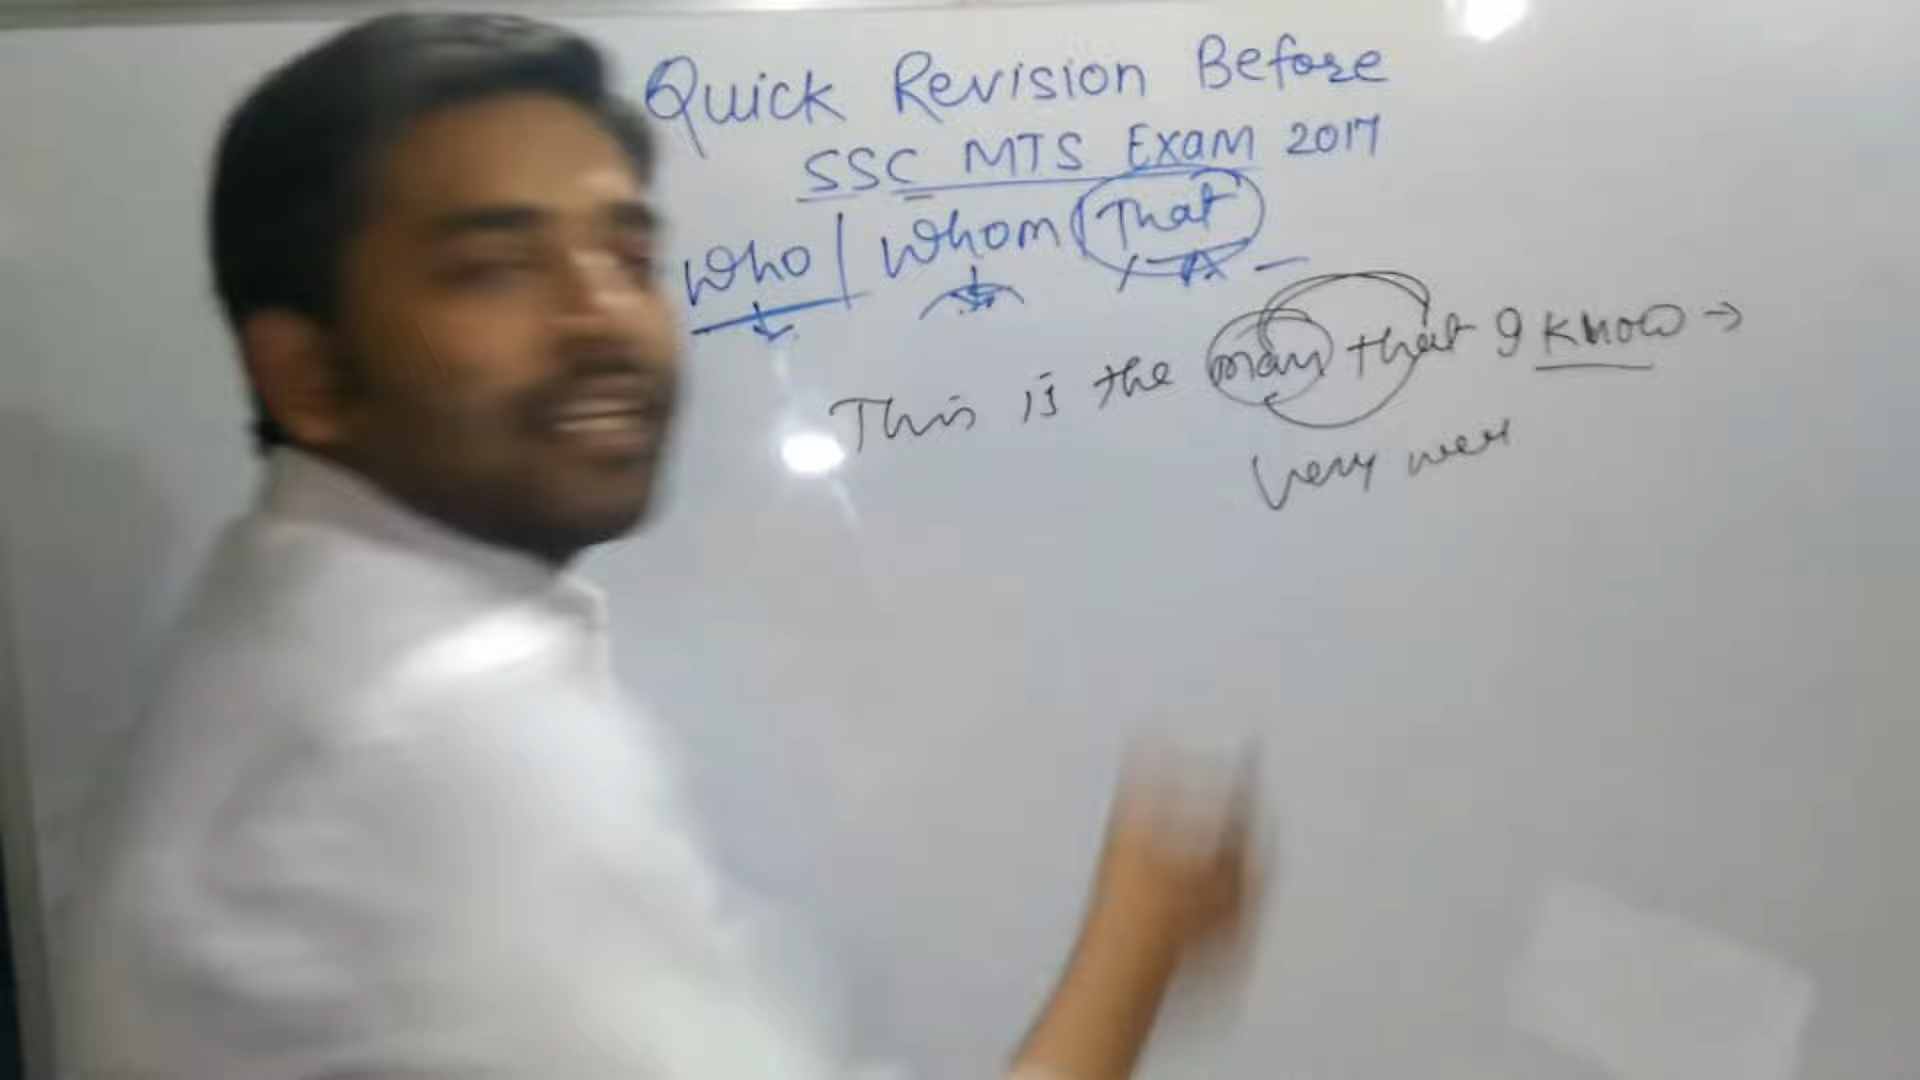 Quick Revision Before
SSC MTS Exam 2017
Who | Whom That
This is the man that I know →
very well